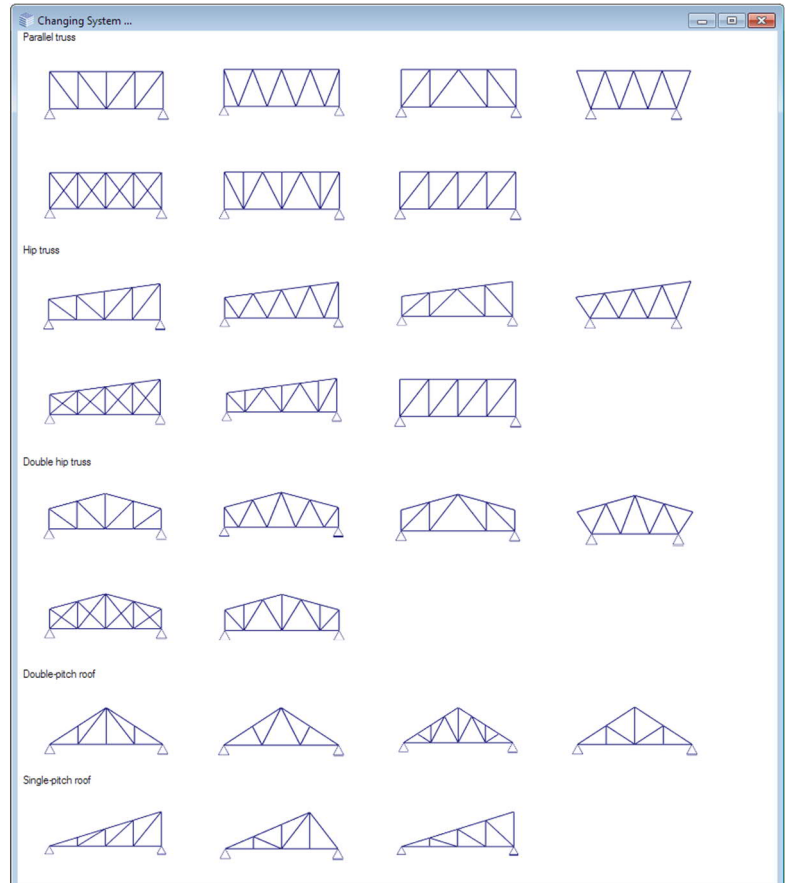 Changing System ...
Parallel truss
Hip truss
Double hip truss
Double-pitch roof
Single-pitch roof